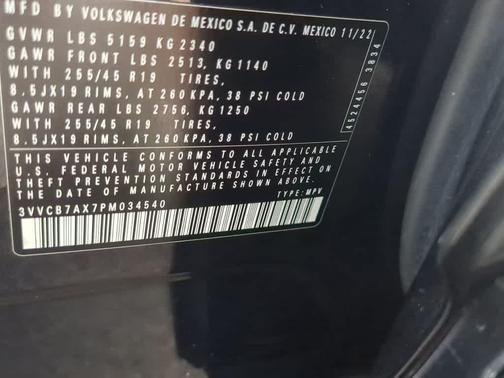 MFD BY VOLKSWAGEN DE MEXICO S.A. DE C.V. MEXICO 11/22
GVWR LBS 5159 KG 2340
GAWR FRONT LBS 2513, KG 1140
WITH 255/45 R19 TIRES,
8.5JX19 RIMS, AT 260 KPA, 38 PSI COLD
GAWR REAR LBS 2756, KG 1250
WITH 255/45 R19 TIRES,
8.5JX19 RIMS, AT 260 KPA, 38 PSI COLD
THIS VEHICLE CONFORMS TO ALL APPLICABLE
U.S. FEDERAL MOTOR VEHICLE SAFETY AND
THEFT PREVENTION STANDARDS IN EFFECT ON
THE DATE OF MANUFACTURE SHOWN ABOVE.
3VVCB7AX7PM034540
TYPE: MPV
4524456 3834